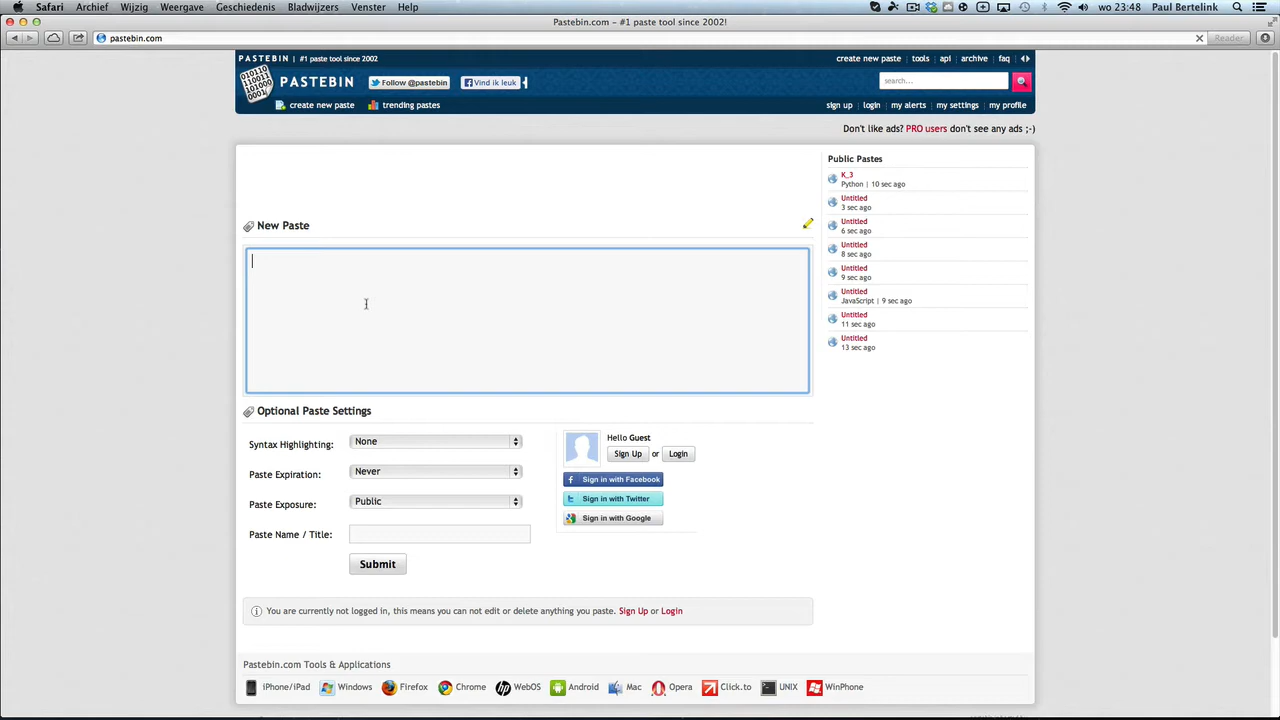 Safari Archief Wijzig Weergave Geschiedenis Bladwijzers Venster Help wo 23:48 Paul Bertelink
Pastebin.com – #1 paste tool since 2002!
pastebin.com Reader
PASTEBIN | #1 paste tool since 2002 create new paste tools api archive faq
PASTEBIN Follow @pastebin Vind ik leuk search...
create new paste trending pastes sign up login my alerts my settings my profile
Don't like ads? PRO users don't see any ads ;-)
Public Pastes
K_3
Python | 10 sec ago
Untitled
3 sec ago
Untitled
6 sec ago
Untitled
8 sec ago
Untitled
9 sec ago
Untitled
JavaScript | 9 sec ago
Untitled
11 sec ago
Untitled
13 sec ago
New Paste
Optional Paste Settings
Syntax Highlighting: None
Paste Expiration: Never
Paste Exposure: Public
Paste Name / Title:
Submit
Hello Guest
Sign Up or Login
Sign in with Facebook
Sign in with Twitter
Sign in with Google
You are currently not logged in, this means you can not edit or delete anything you paste. Sign Up or Login
Pastebin.com Tools & Applications
iPhone/iPad Windows Firefox Chrome WebOS Android Mac Opera Click.to UNIX WinPhone